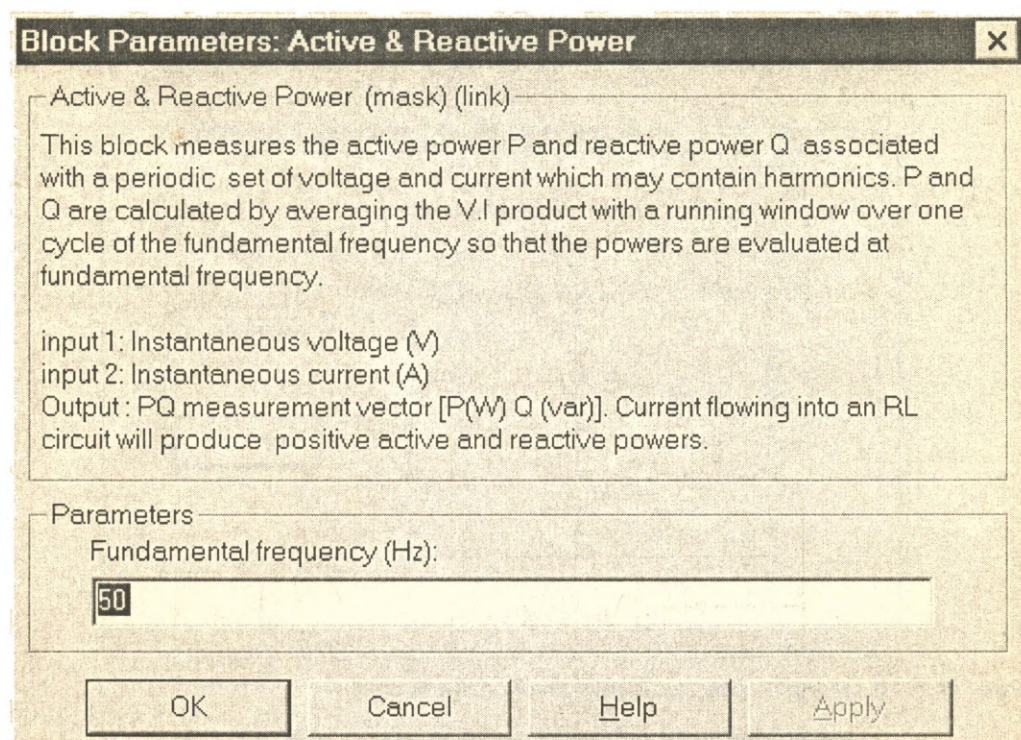 Block Parameters: Active & Reactive Power
Active & Reactive Power (mask) (link)
This block measures the active power P and reactive power Q associated
with a periodic set of voltage and current which may contain harmonics. P and
Q are calculated by averaging the V.I product with a running window over one
cycle of the fundamental frequency so that the powers are evaluated at
fundamental frequency.
input 1: Instantaneous voltage (V)
input 2: Instantaneous current (A)
Output : PQ measurement vector [P(W) Q (var)]. Current flowing into an RL
circuit will produce positive active and reactive powers.
Parameters
Fundamental frequency (Hz):
50
OK Cancel Help Apply